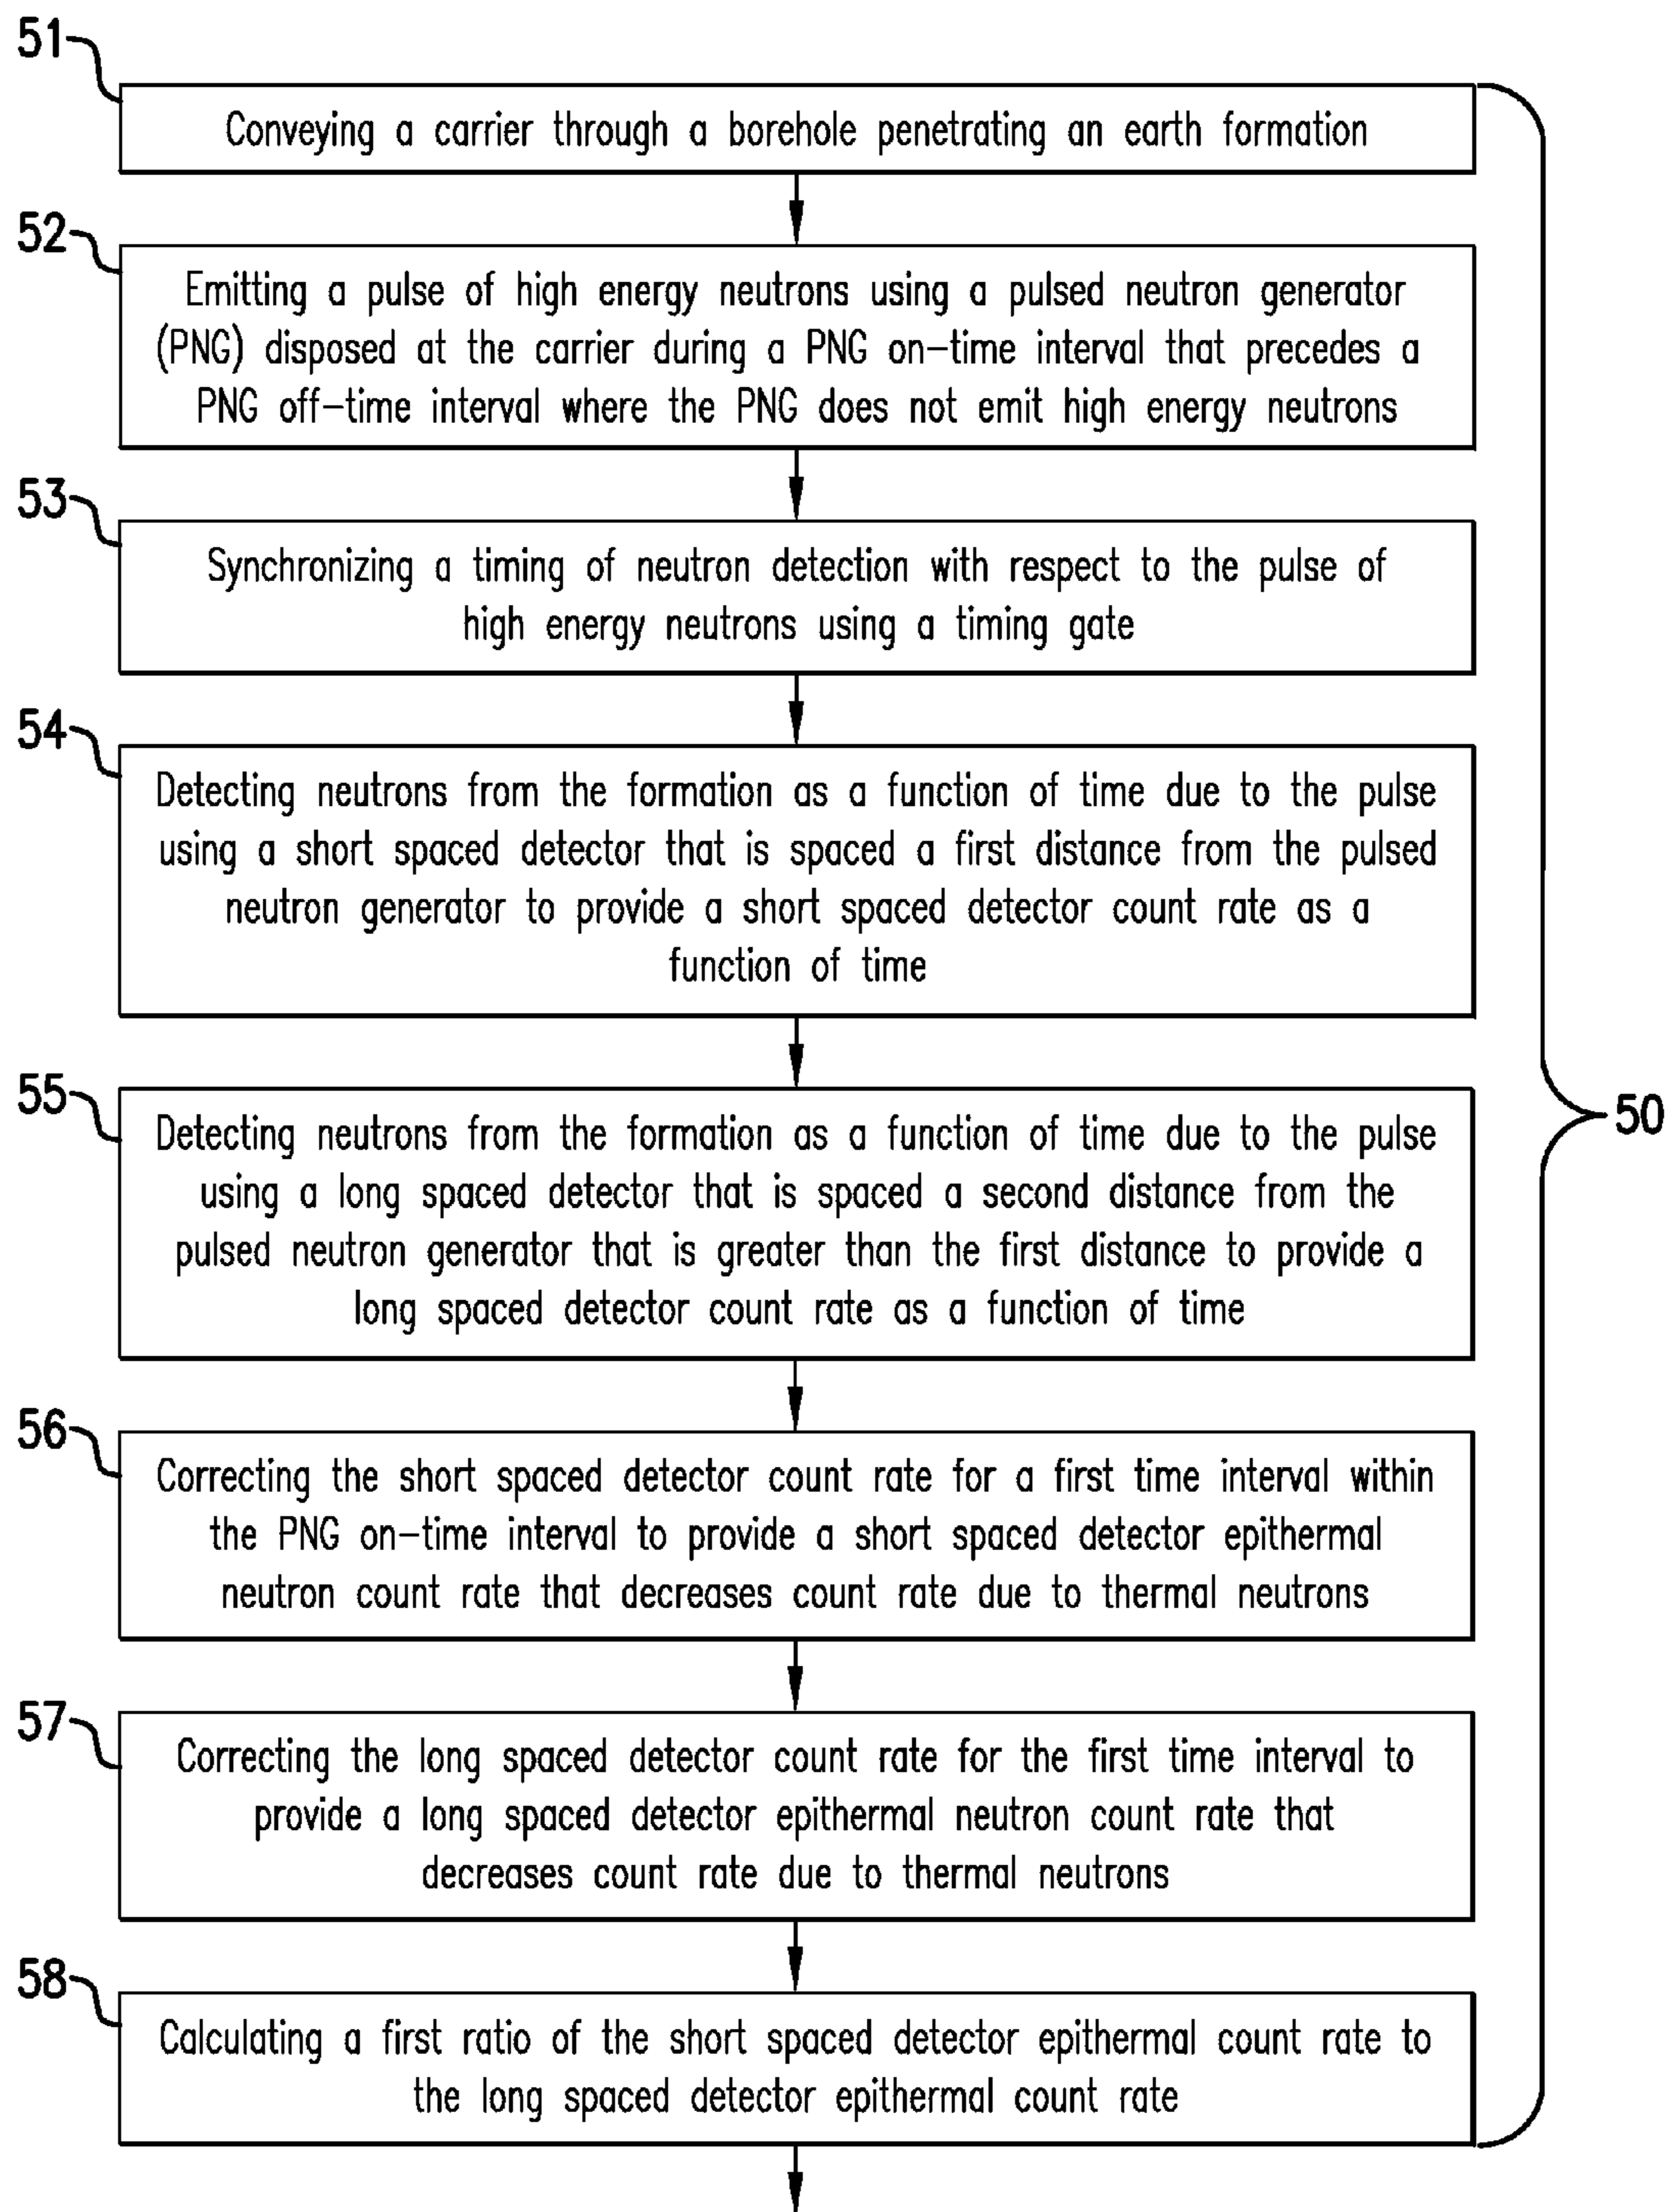 51
Conveying a carrier through a borehole penetrating an earth formation
52
Emitting a pulse of high energy neutrons using a pulsed neutron generator
(PNG) disposed at the carrier during a PNG on-time interval that precedes a
PNG off-time interval where the PNG does not emit high energy neutrons
53
Synchronizing a timing of neutron detection with respect to the pulse of
high energy neutrons using a timing gate
54
Detecting neutrons from the formation as a function of time due to the pulse
using a short spaced detector that is spaced a first distance from the pulsed
neutron generator to provide a short spaced detector count rate as a
function of time
55
Detecting neutrons from the formation as a function of time due to the pulse
using a long spaced detector that is spaced a second distance from the
pulsed neutron generator that is greater than the first distance to provide a
long spaced detector count rate as a function of time
50
56
Correcting the short spaced detector count rate for a first time interval within
the PNG on-time interval to provide a short spaced detector epithermal
neutron count rate that decreases count rate due to thermal neutrons
57
Correcting the long spaced detector count rate for the first time interval to
provide a long spaced detector epithermal neutron count rate that
decreases count rate due to thermal neutrons
58
Calculating a first ratio of the short spaced detector epithermal count rate to
the long spaced detector epithermal count rate